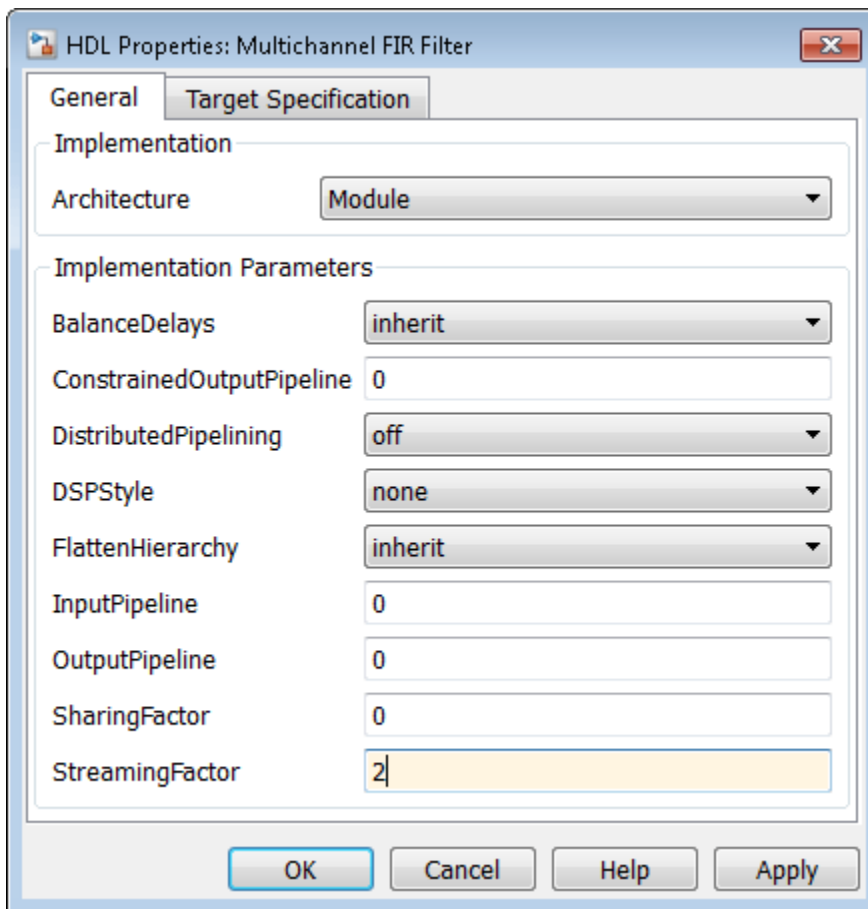 HDL Properties: Multichannel FIR Filter
General Target Specification
Implementation
Architecture Module
Implementation Parameters
BalanceDelays inherit
ConstrainedOutputPipeline 0
DistributedPipelining off
DSPStyle none
FlattenHierarchy inherit
InputPipeline 0
OutputPipeline 0
SharingFactor 0
StreamingFactor 2
OK Cancel Help Apply